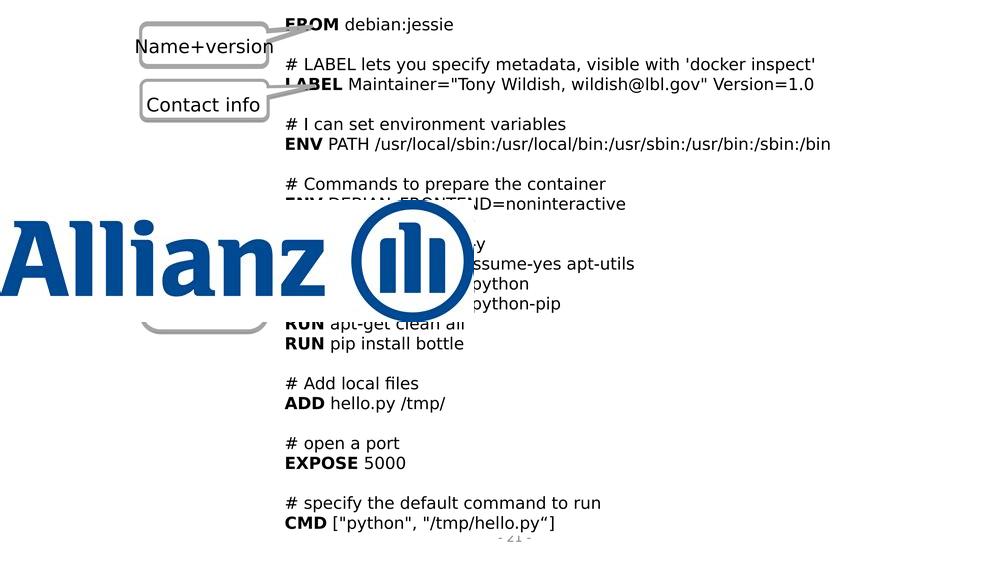 FROM debian:jessie
Name+version
# LABEL lets you specify metadata, visible with 'docker inspect'
LABEL Maintainer="Tony Wildish, wildish@lbl.gov" Version=1.0
Contact info
# I can set environment variables
ENV PATH /usr/local/sbin:/usr/local/bin:/usr/sbin:/usr/bin:/sbin:/bin
# Commands to prepare the container
ENV DEBIAN_FRONTEND=noninteractive
Allianz
-y
ssume-yes apt-utils
python
python-pip
RUN apt-get clean all
RUN pip install bottle
# Add local files
ADD hello.py /tmp/
# open a port
EXPOSE 5000
# specify the default command to run
CMD ["python", "/tmp/hello.py“]
- 21 -